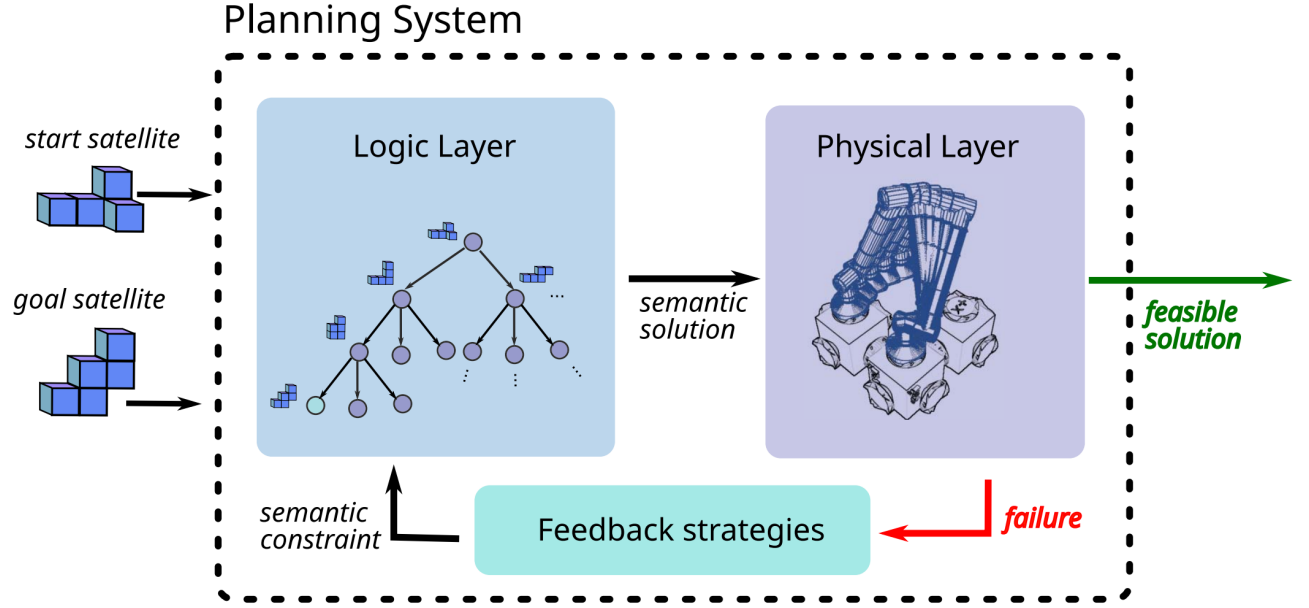 Planning System
start satellite
goal satellite
Logic Layer
Physical Layer
semantic
solution
feasible
solution
semantic
constraint
Feedback strategies
failure